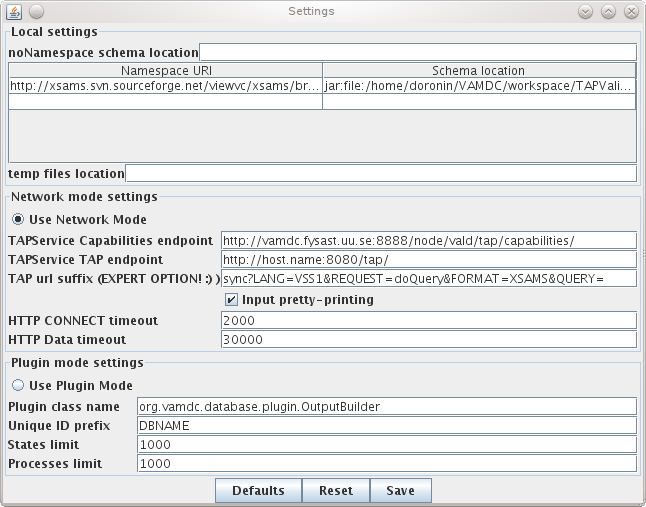 Settings
Local settings
noNamespace schema location
Namespace URI Schema location
http://xsams.svn.sourceforge.net/viewvc/xsams/br... jar:file:/home/doronin/VAMDC/workspace/TAPVali...
temp files location
Network mode settings
Use Network Mode
TAPService Capabilities endpoint http://vamdc.fysast.uu.se:8888/node/vald/tap/capabilities/
TAPService TAP endpoint http://host.name:8080/tap/
TAP url suffix (EXPERT OPTION! ;) ) sync?LANG=VSS1&REQUEST=doQuery&FORMAT=XSAMS&QUERY=
Input pretty-printing
HTTP CONNECT timeout 2000
HTTP Data timeout 30000
Plugin mode settings
Use Plugin Mode
Plugin class name org.vamdc.database.plugin.OutputBuilder
Unique ID prefix DBNAME
States limit 1000
Processes limit 1000
Defaults Reset Save